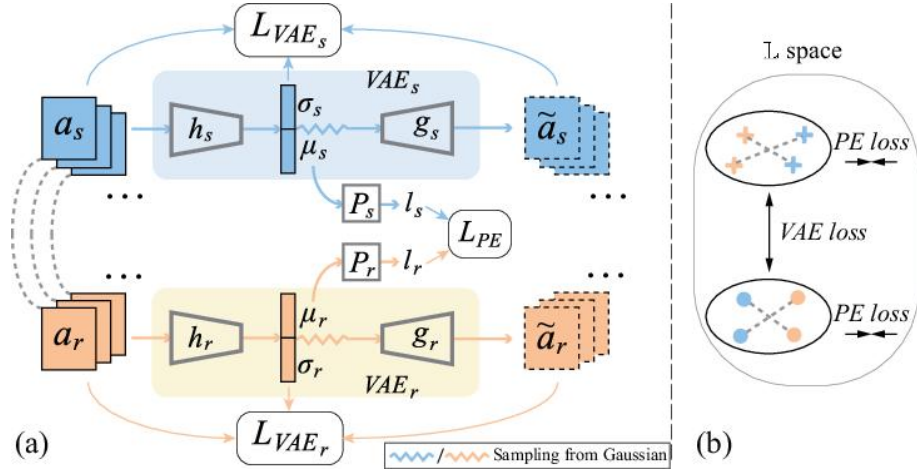 L_{VAE_s}
𝕃 space
VAE_s
a_s
h_s
σ_s
μ_s
g_s
ã_s
PE loss
...
...
P_s
l_s
L_{PE}
VAE loss
P_r
l_r
...
...
a_r
h_r
μ_r
σ_r
g_r
ã_r
PE loss
VAE_r
(a)
L_{VAE_r}
/
Sampling from Gaussian
(b)